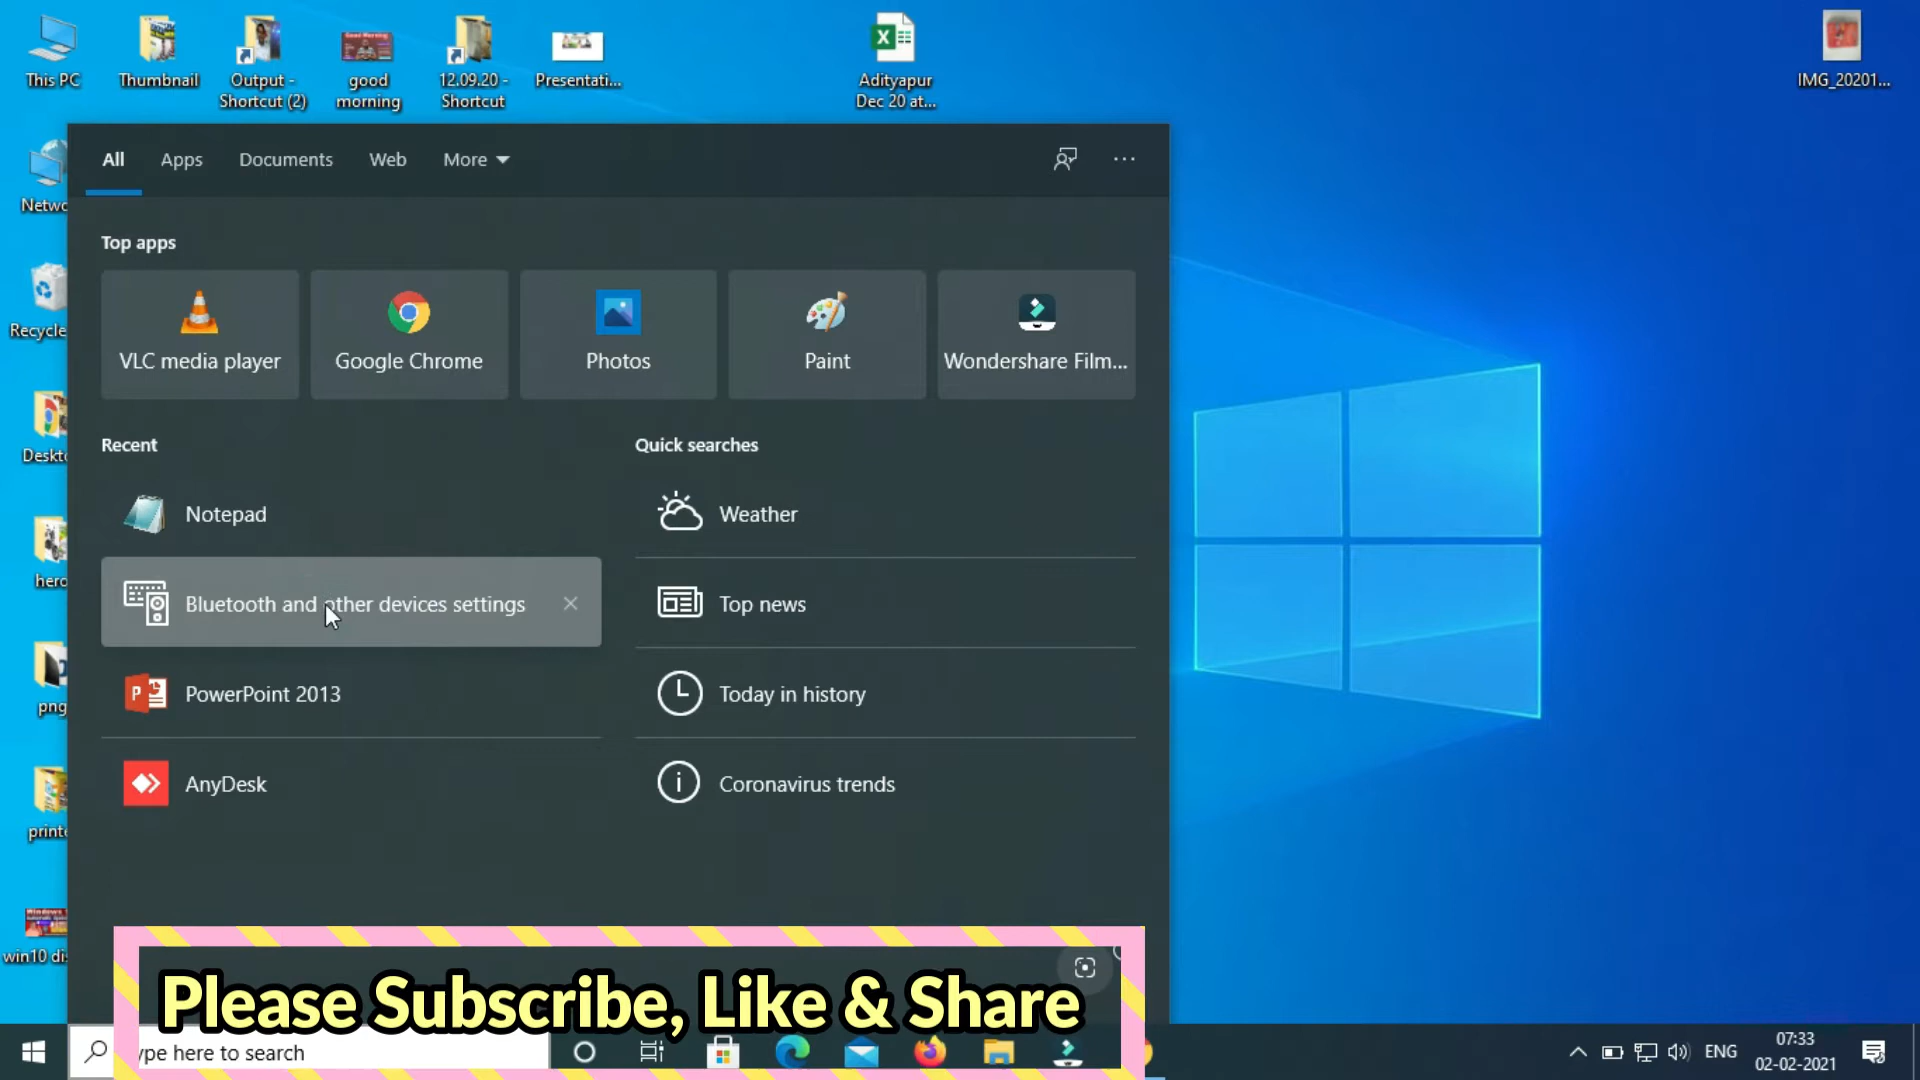 This PC
Thumbnail
Output -
Shortcut (2)
good
morning
12.09.20 -
Shortcut
Presentati...
Adityapur
Dec 20 at...
IMG_20201...
Netwo
Recycle
Deskto
hero
png
printe
win10 di
All
Apps
Documents
Web
More
Top apps
VLC media player
Google Chrome
Photos
Paint
Wondershare Film...
Recent
Notepad
Bluetooth and other devices settings
PowerPoint 2013
AnyDesk
Quick searches
Weather
Top news
Today in history
Coronavirus trends
Please Subscribe, Like & Share
ype here to search
ENG
07:33
02-02-2021